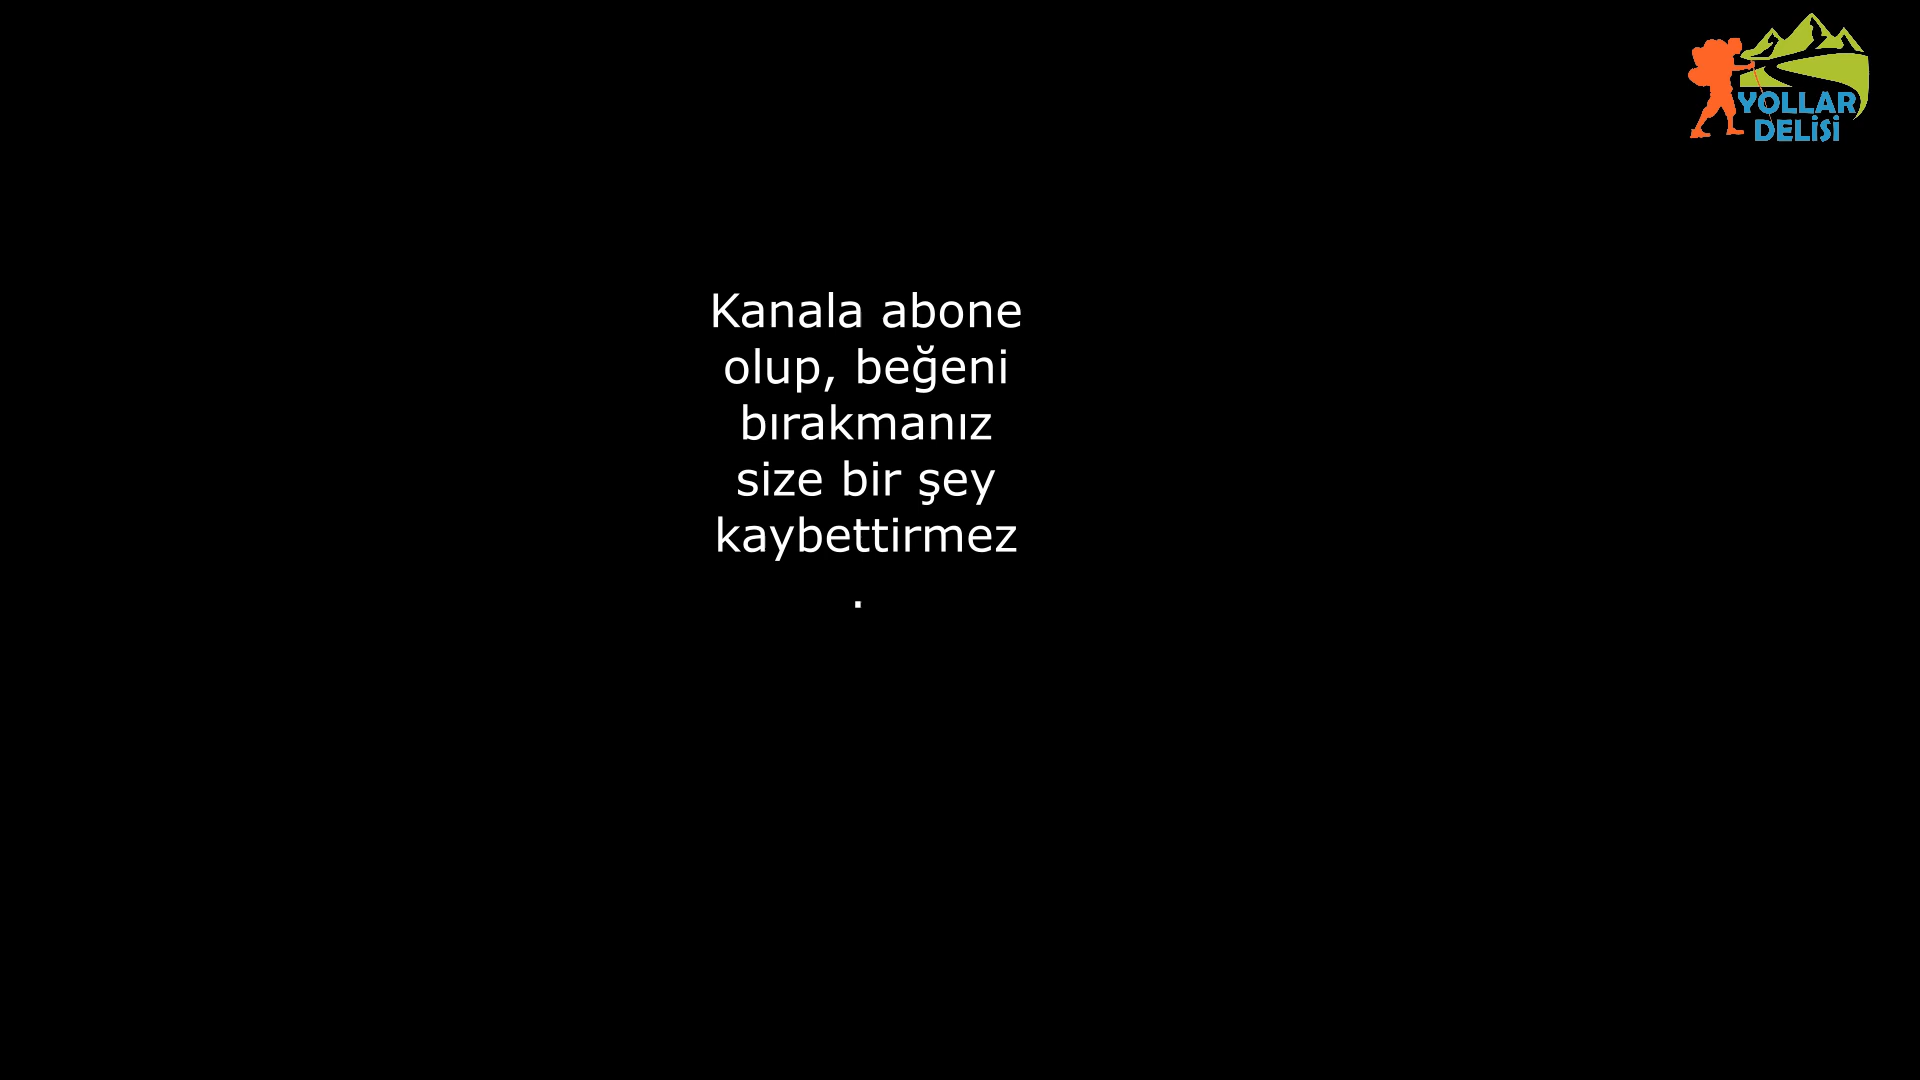 YOLLAR
DELİSİ
Kanala abone
olup, beğeni
bırakmanız
size bir şey
kaybettirmez
.